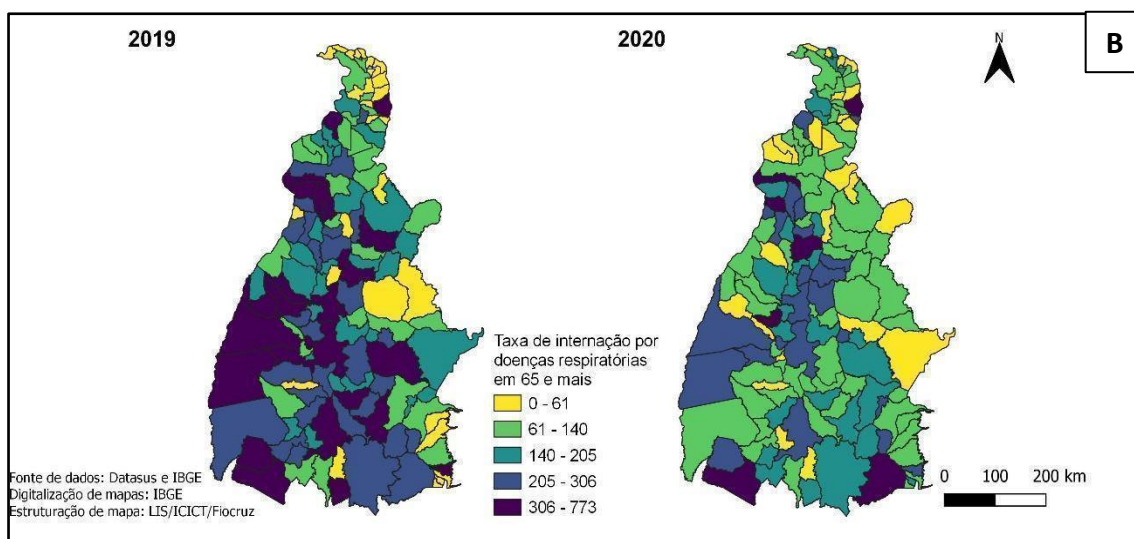 2019
2020
N
B
Taxa de internação por
doenças respiratórias
em 65 e mais
0 - 61
61 - 140
140 - 205
205 - 306
306 - 773
Fonte de dados: Datasus e IBGE
Digitalização de mapas: IBGE
Estruturação de mapa: LIS/ICICT/Fiocruz
0 100 200 km